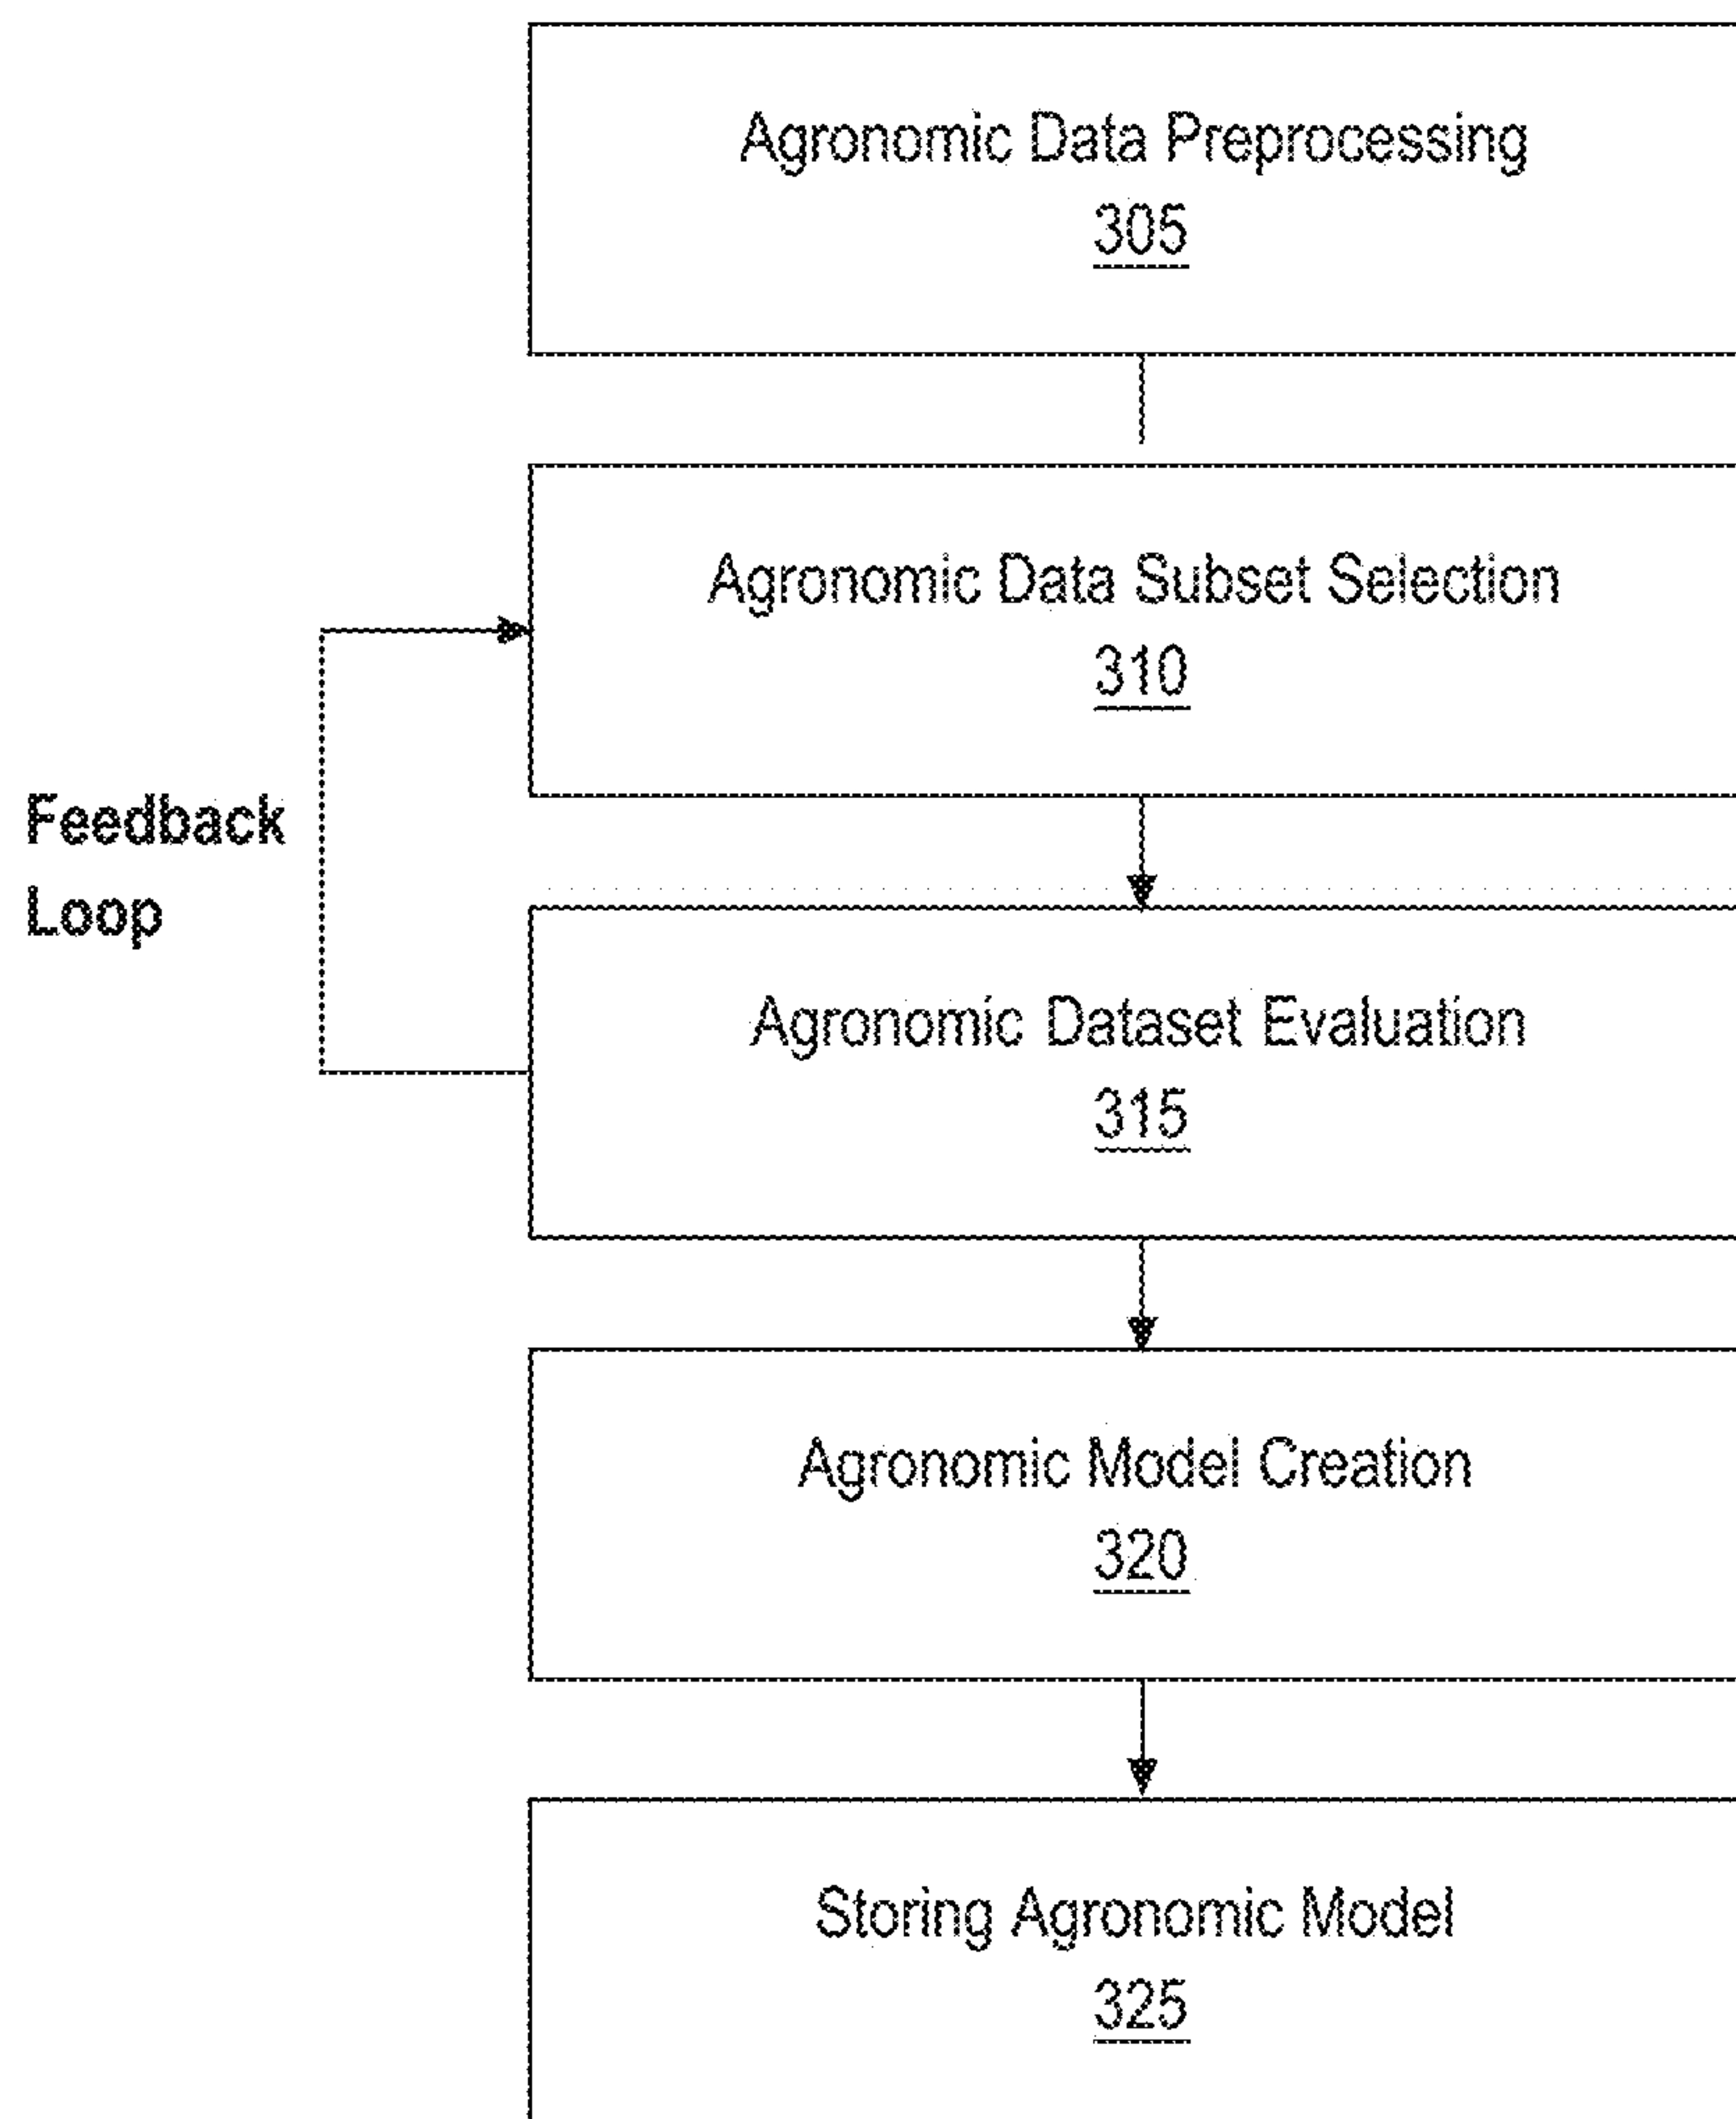 Agronomic Data Preprocessing
305
Agronomic Data Subset Selection
310
Feedback
Loop
Agronomic Dataset Evaluation
315
Agronomic Model Creation
320
Storing Agronomic Model
325